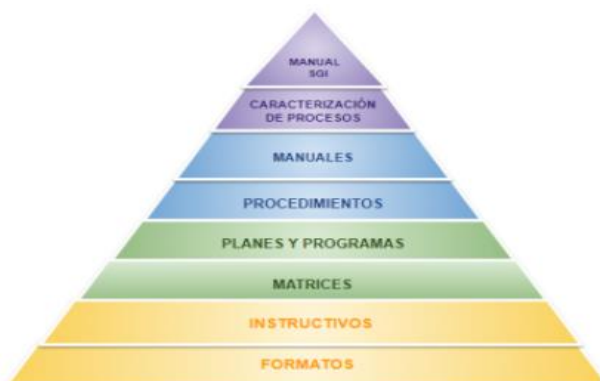 MANUAL
SGI
CARACTERIZACIÓN
DE PROCESOS
MANUALES
PROCEDIMIENTOS
PLANES Y PROGRAMAS
MATRICES
INSTRUCTIVOS
FORMATOS